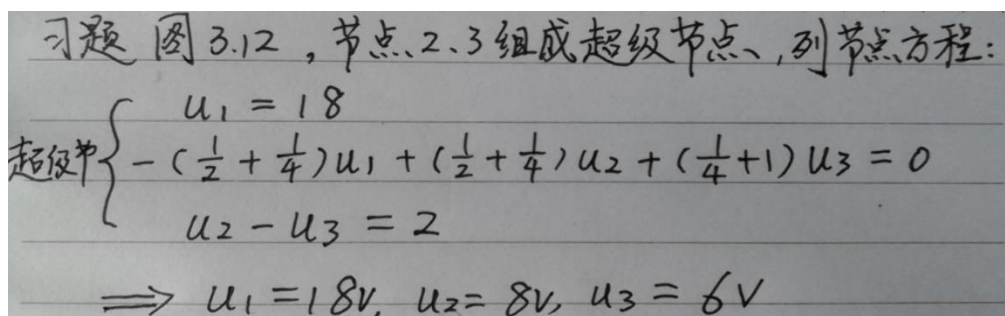 习题 图3.12，节点2、3组成超级节点，列节点方程：
u₁ = 18
超级节 { -(1/2 + 1/4)u₁ + (1/2 + 1/4)u₂ + (1/4 + 1)u₃ = 0
u₂ - u₃ = 2
⟹ u₁ = 18V, u₂ = 8V, u₃ = 6V